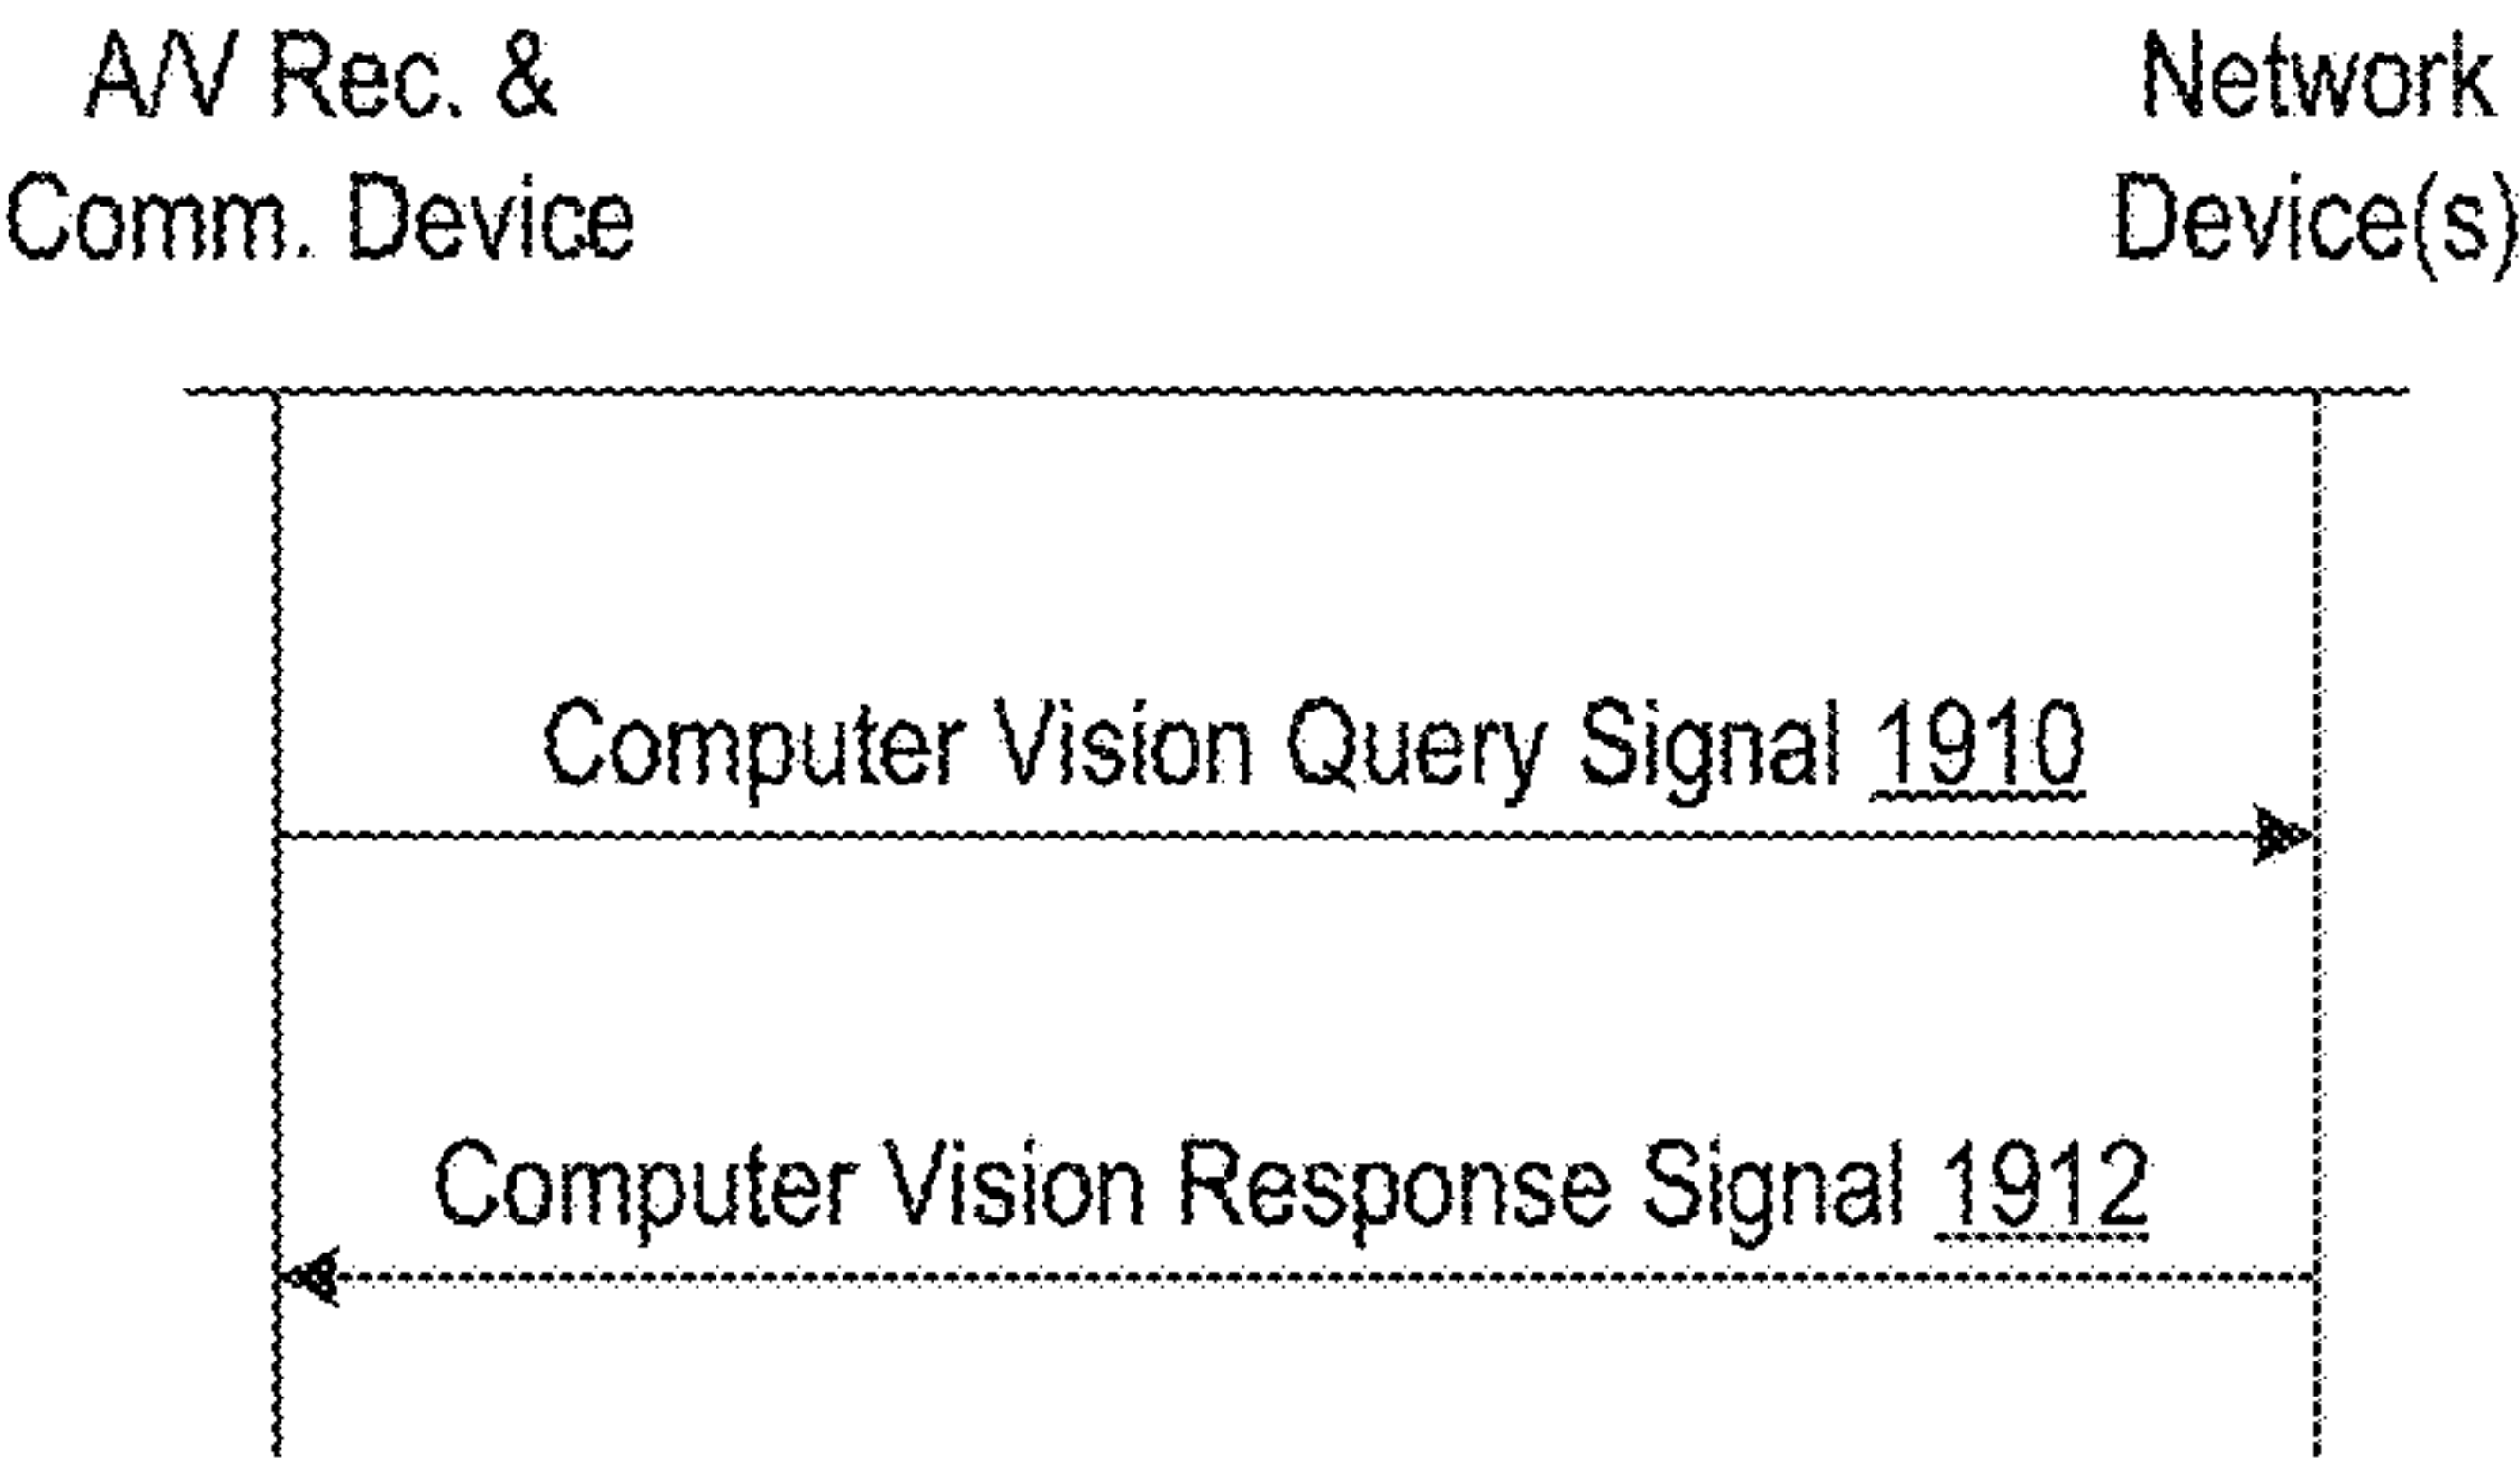 A/V Rec. &
Comm. Device
Network
Device(s)
Computer Vision Query Signal 1910
Computer Vision Response Signal 1912